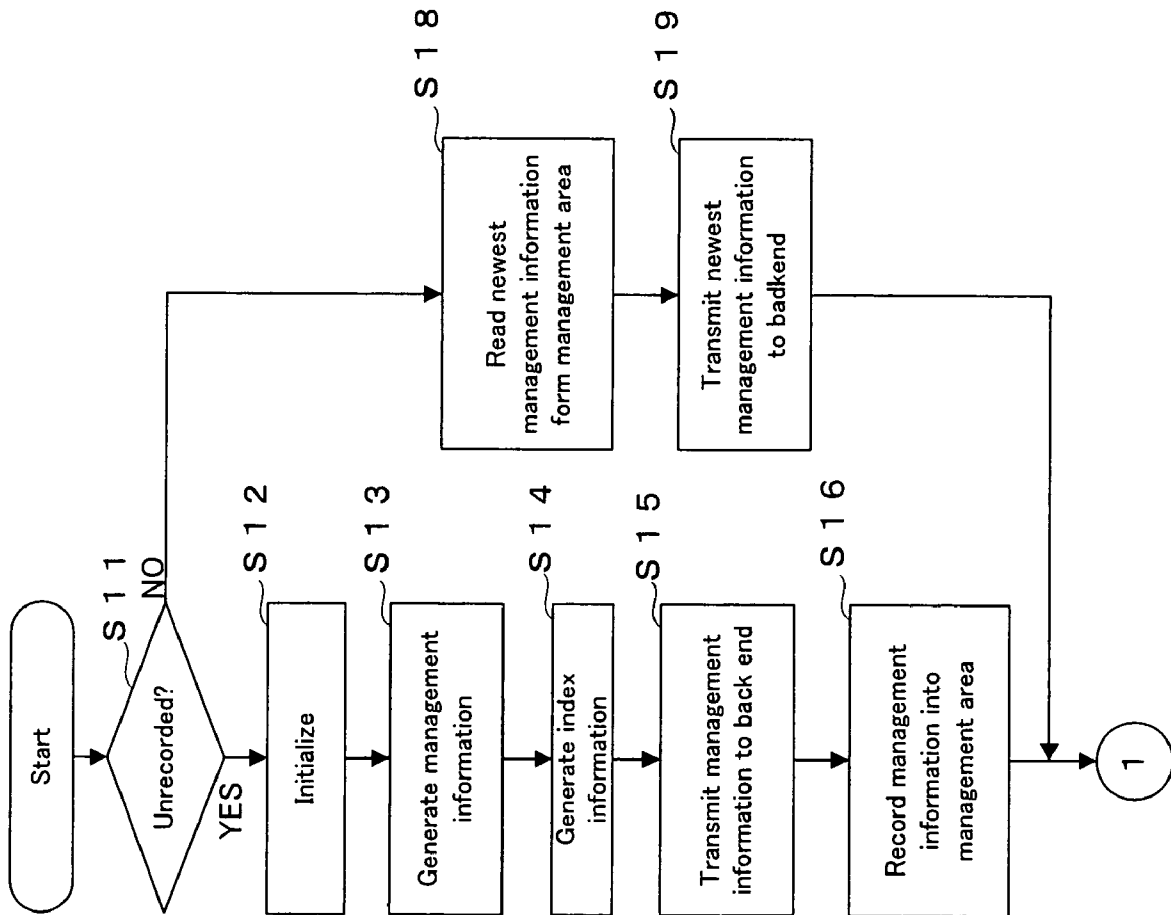 Start
S11
Unrecorded?
NO
YES
S12
Initialize
S13
Generate management
information
S14
Generate index
information
S15
Transmit management
information to back end
S16
Record management
information into
management area
S18
Read newest
management information
form management area
S19
Transmit newest
management information
to badkend
1